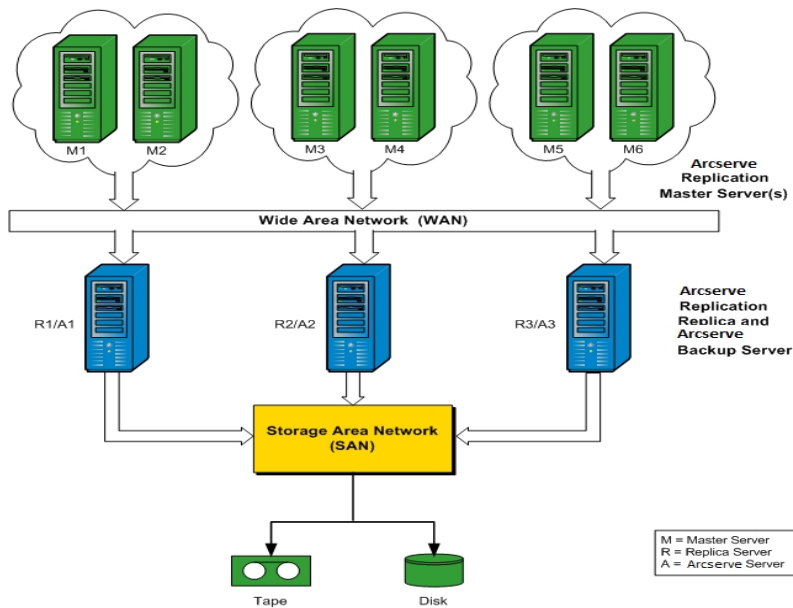 M1
M2
M3
M4
M5
M6
Arcserve
Replication
Master Server(s)
Wide Area Network (WAN)
R1/A1
R2/A2
R3/A3
Arcserve
Replication
Replica and
Arcserve
Backup Server
Storage Area Network
(SAN)
Tape
Disk
M = Master Server
R = Replica Server
A = Arcserve Server